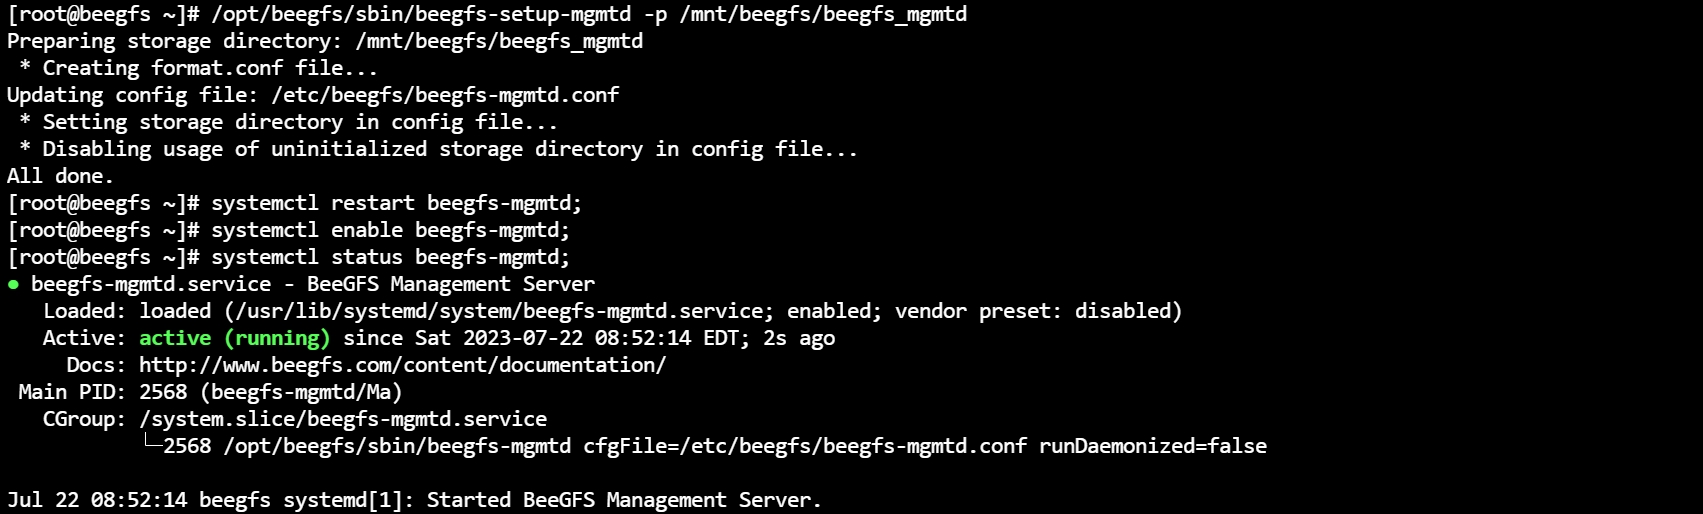 [root@beegfs ~]# /opt/beegfs/sbin/beegfs-setup-mgmtd -p /mnt/beegfs/beegfs_mgmtd
Preparing storage directory: /mnt/beegfs/beegfs_mgmtd
 * Creating format.conf file...
Updating config file: /etc/beegfs/beegfs-mgmtd.conf
 * Setting storage directory in config file...
 * Disabling usage of uninitialized storage directory in config file...
All done.
[root@beegfs ~]# systemctl restart beegfs-mgmtd;
[root@beegfs ~]# systemctl enable beegfs-mgmtd;
[root@beegfs ~]# systemctl status beegfs-mgmtd;
● beegfs-mgmtd.service - BeeGFS Management Server
   Loaded: loaded (/usr/lib/systemd/system/beegfs-mgmtd.service; enabled; vendor preset: disabled)
   Active: active (running) since Sat 2023-07-22 08:52:14 EDT; 2s ago
     Docs: http://www.beegfs.com/content/documentation/
 Main PID: 2568 (beegfs-mgmtd/Ma)
   CGroup: /system.slice/beegfs-mgmtd.service
           └─2568 /opt/beegfs/sbin/beegfs-mgmtd cfgFile=/etc/beegfs/beegfs-mgmtd.conf runDaemonized=false

Jul 22 08:52:14 beegfs systemd[1]: Started BeeGFS Management Server.